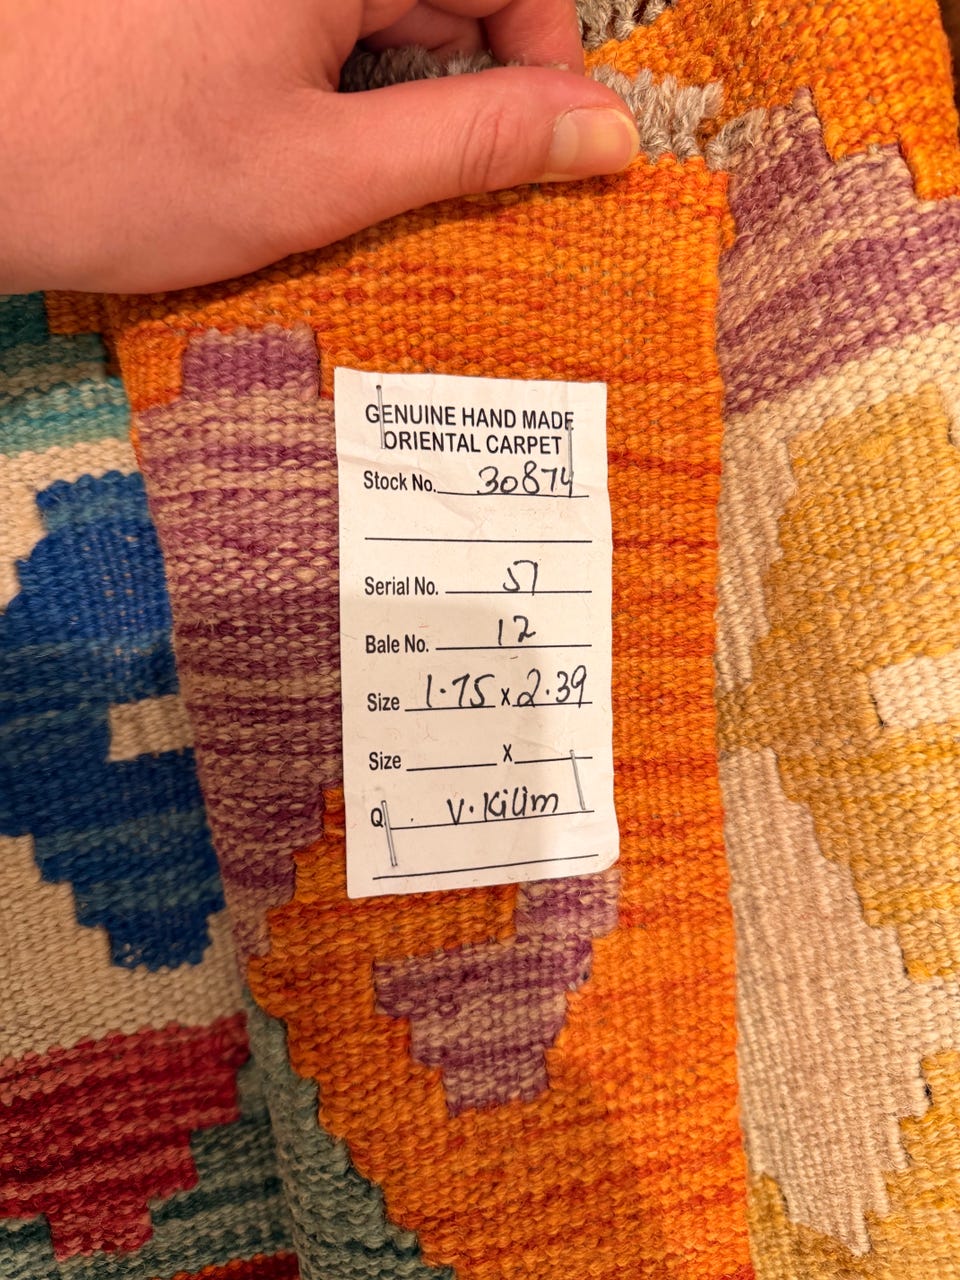 GENUINE HAND MADE
ORIENTAL CARPET
Stock No. 30874
Serial No. 57
Bale No. 12
Size 1.75 X 2.39
Size X
Q V. Kilim